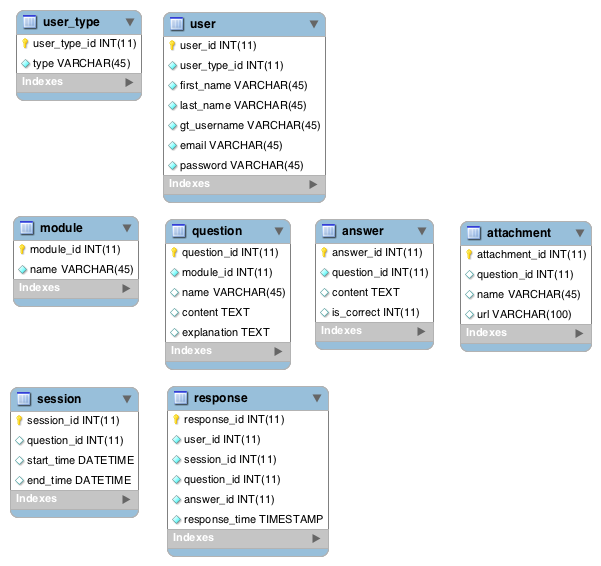 user_type
user_type_id INT(11)
type VARCHAR(45)
Indexes
user
user_id INT(11)
user_type_id INT(11)
first_name VARCHAR(45)
last_name VARCHAR(45)
gt_username VARCHAR(45)
email VARCHAR(45)
password VARCHAR(45)
Indexes
module
module_id INT(11)
name VARCHAR(45)
Indexes
question
question_id INT(11)
module_id INT(11)
name VARCHAR(45)
content TEXT
explanation TEXT
Indexes
answer
answer_id INT(11)
question_id INT(11)
content TEXT
is_correct INT(11)
Indexes
attachment
attachment_id INT(11)
question_id INT(11)
name VARCHAR(45)
url VARCHAR(100)
Indexes
session
session_id INT(11)
question_id INT(11)
start_time DATETIME
end_time DATETIME
Indexes
response
response_id INT(11)
user_id INT(11)
session_id INT(11)
question_id INT(11)
answer_id INT(11)
response_time TIMESTAMP
Indexes